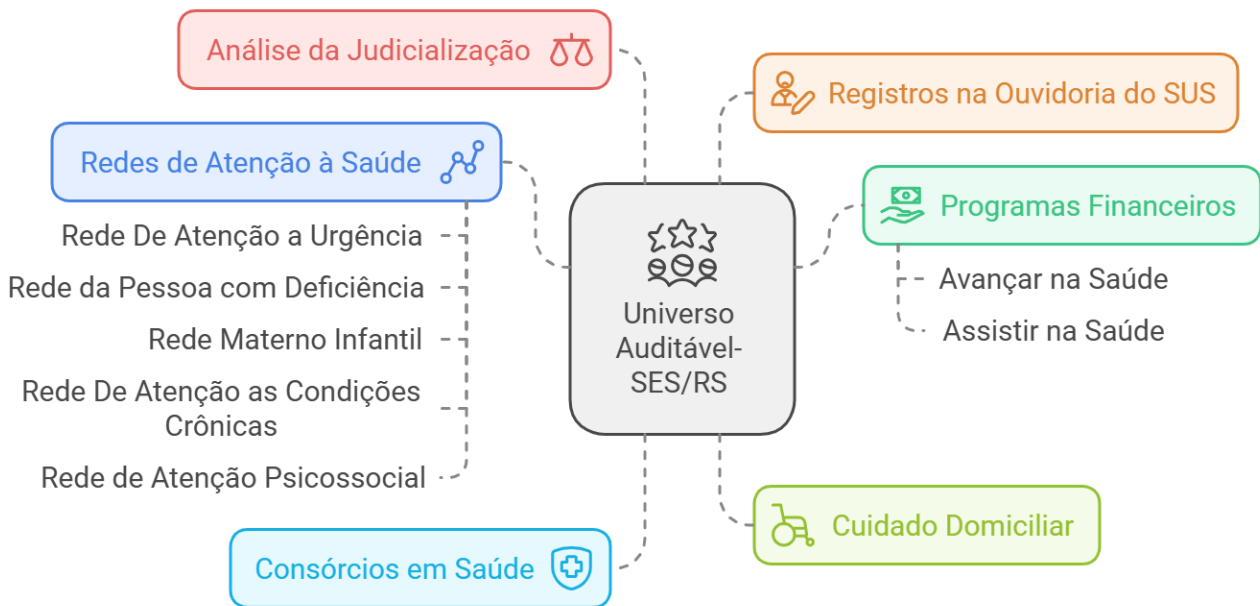 Análise da Judicialização
Registros na Ouvidoria do SUS
Redes de Atenção à Saúde
Rede De Atenção a Urgência
Rede da Pessoa com Deficiência
Rede Materno Infantil
Rede De Atenção as Condições
Crônicas
Rede de Atenção Psicossocial
Universo
Auditável-
SES/RS
Programas Financeiros
Avançar na Saúde
Assistir na Saúde
Consórcios em Saúde
Cuidado Domiciliar